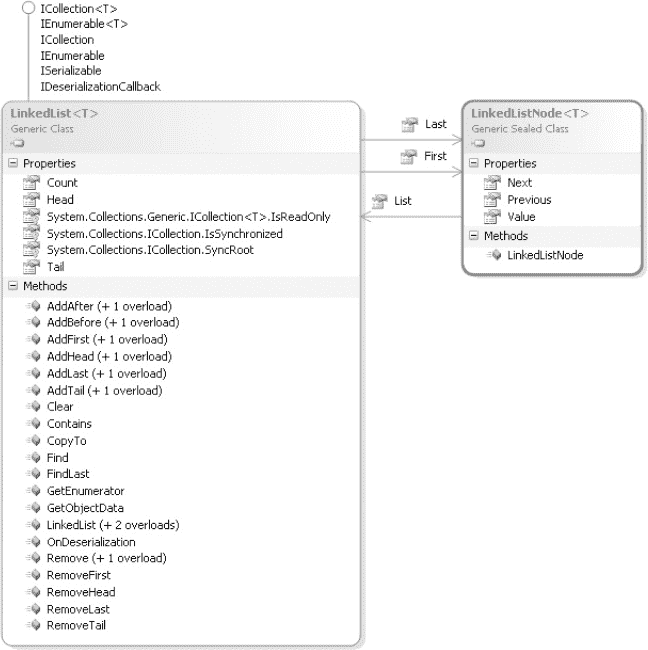 ICollection<T>
IEnumerable<T>
ICollection
IEnumerable
ISerializable
IDeserializationCallback
LinkedList<T>
Generic Class
Properties
Count
Head
System.Collections.Generic.ICollection<T>.IsReadOnly
System.Collections.ICollection.IsSynchronized
System.Collections.ICollection.SyncRoot
Tail
Methods
AddAfter (+ 1 overload)
AddBefore (+ 1 overload)
AddFirst (+ 1 overload)
AddHead (+ 1 overload)
AddLast (+ 1 overload)
AddTail (+ 1 overload)
Clear
Contains
CopyTo
Find
FindLast
GetEnumerator
GetObjectData
LinkedList (+ 2 overloads)
OnDeserialization
Remove (+ 1 overload)
RemoveFirst
RemoveHead
RemoveLast
RemoveTail
Last
First
List
LinkedListNode<T>
Generic Sealed Class
Properties
Next
Previous
Value
Methods
LinkedListNode